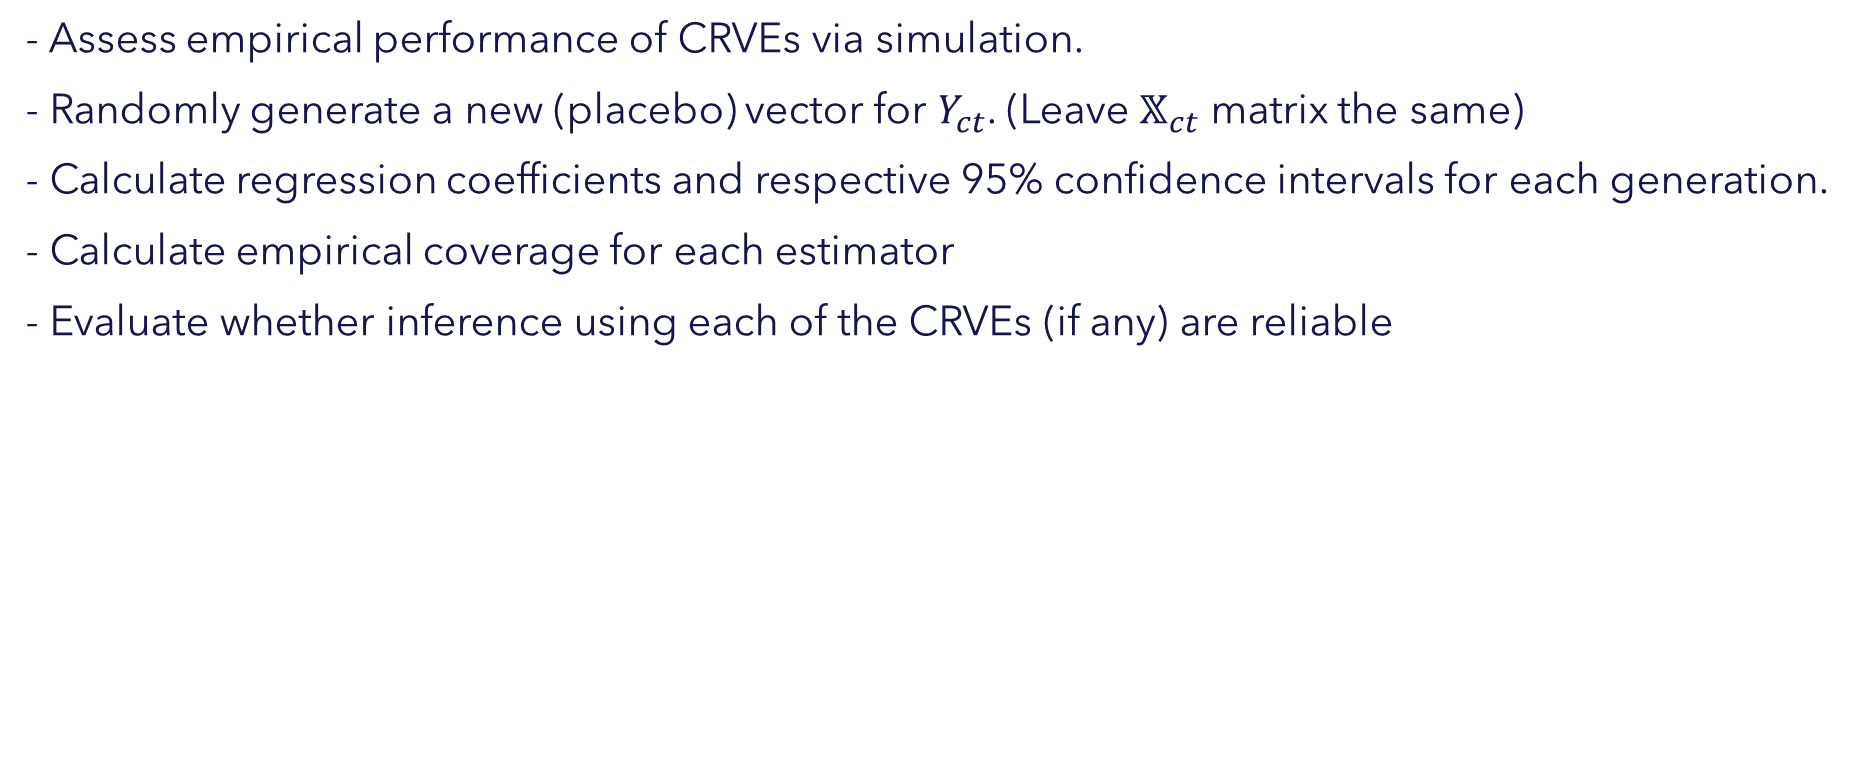 - Assess empirical performance of CRVEs via simulation.
- Randomly generate a new (placebo) vector for 𝑌𝑐𝑡. (Leave 𝕏𝑐𝑡 matrix the same)
- Calculate regression coefficients and respective 95% confidence intervals for each generation.
- Calculate empirical coverage for each estimator
- Evaluate whether inference using each of the CRVEs (if any) are reliable